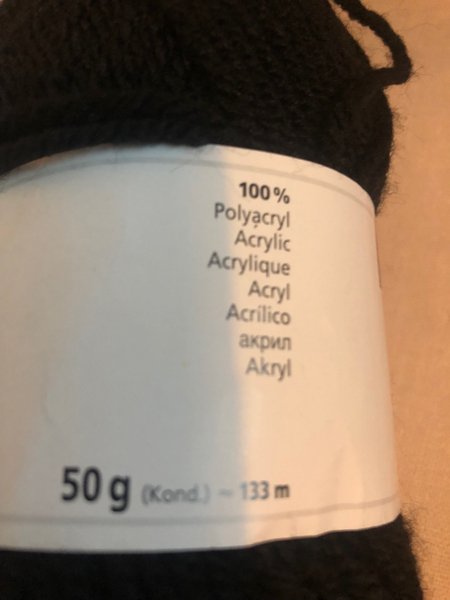 100%
Polyacryl
Acrylic
Acrylique
Acryl
Acrílico
акрил
Akryl
50 g (Kond.) ~ 133 m